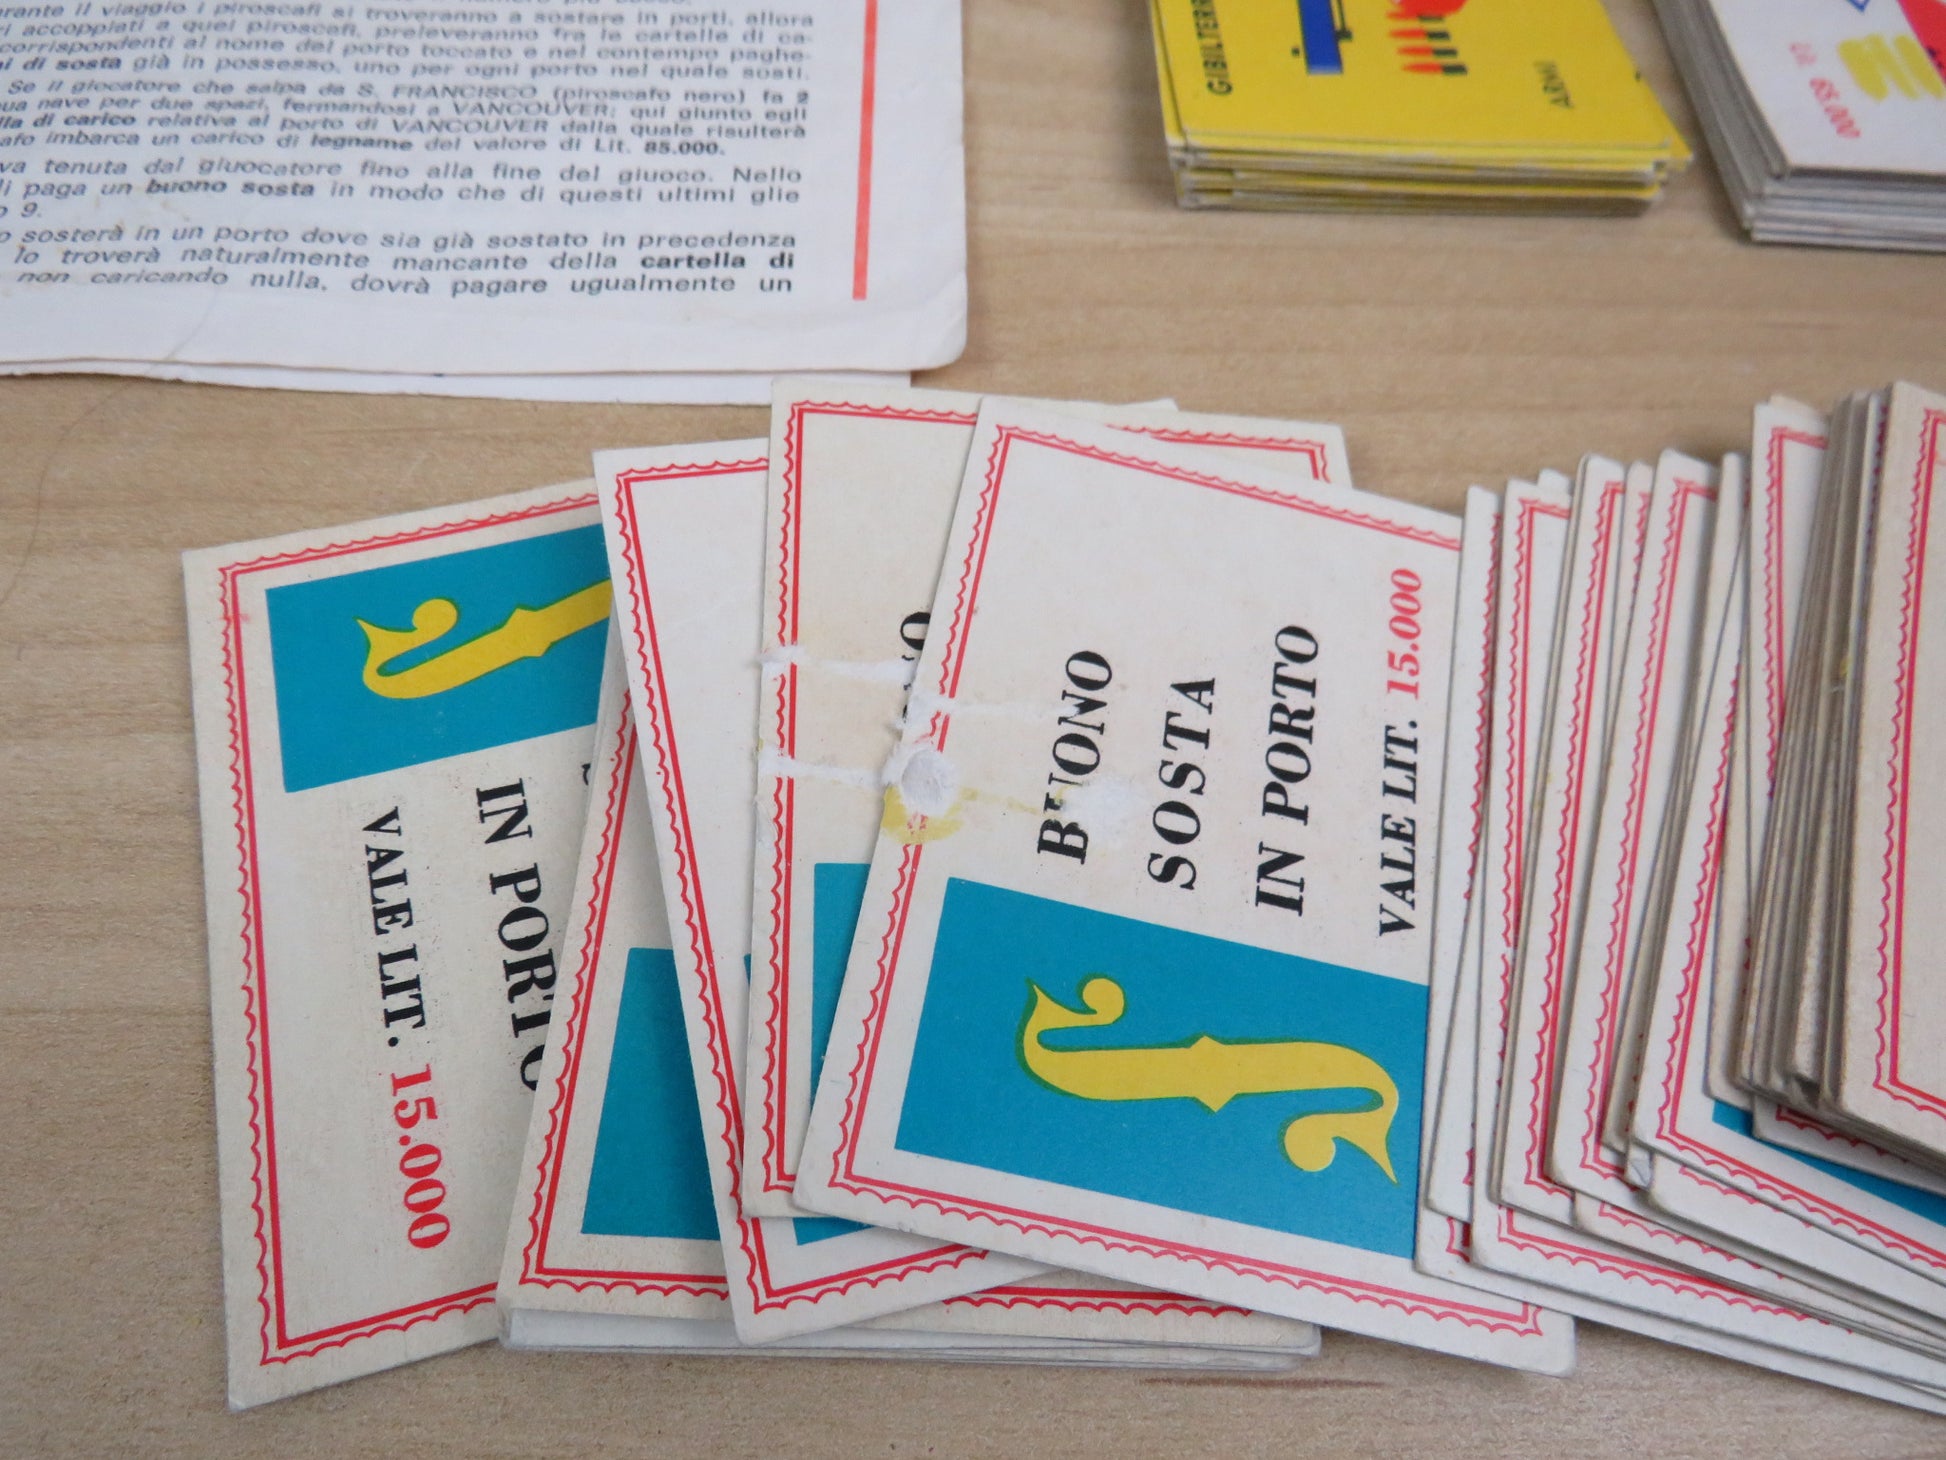 rante il viaggio i piroscafi si troveranno a sostare in porti, allora
ri accoppiati a quei piroscafi, preleveranno fra le cartelle di ca-
corrispondenti al nome del porto toccato e nel contempo paghe-
ni di sosta già in possesso, uno per ogni porto nel quale sosti.
Se il giocatore che salpa da S. FRANCISCO (piroscafo nero) fa 2
ua nave per due spazi, fermandosi a VANCOUVER; qui giunto egli
lla di carico relativa al porto di VANCOUVER dalla quale risulterà
afo imbarca un carico di legname del valore di Lit. 85.000.
va tenuta dal giuocatore fino alla fine del giuoco. Nello
li paga un buono sosta in modo che di questi ultimi glie
o 9.
o sosterà in un porto dove sia già sostato in precedenza
lo troverà naturalmente mancante della cartella di
non caricando nulla, dovrà pagare ugualmente un
GIBILTERR
ARMI
65.000
IN PORTO
VALE LIT. 15.000
BUONO
SOSTA
IN PORTO
VALE LIT. 15.000